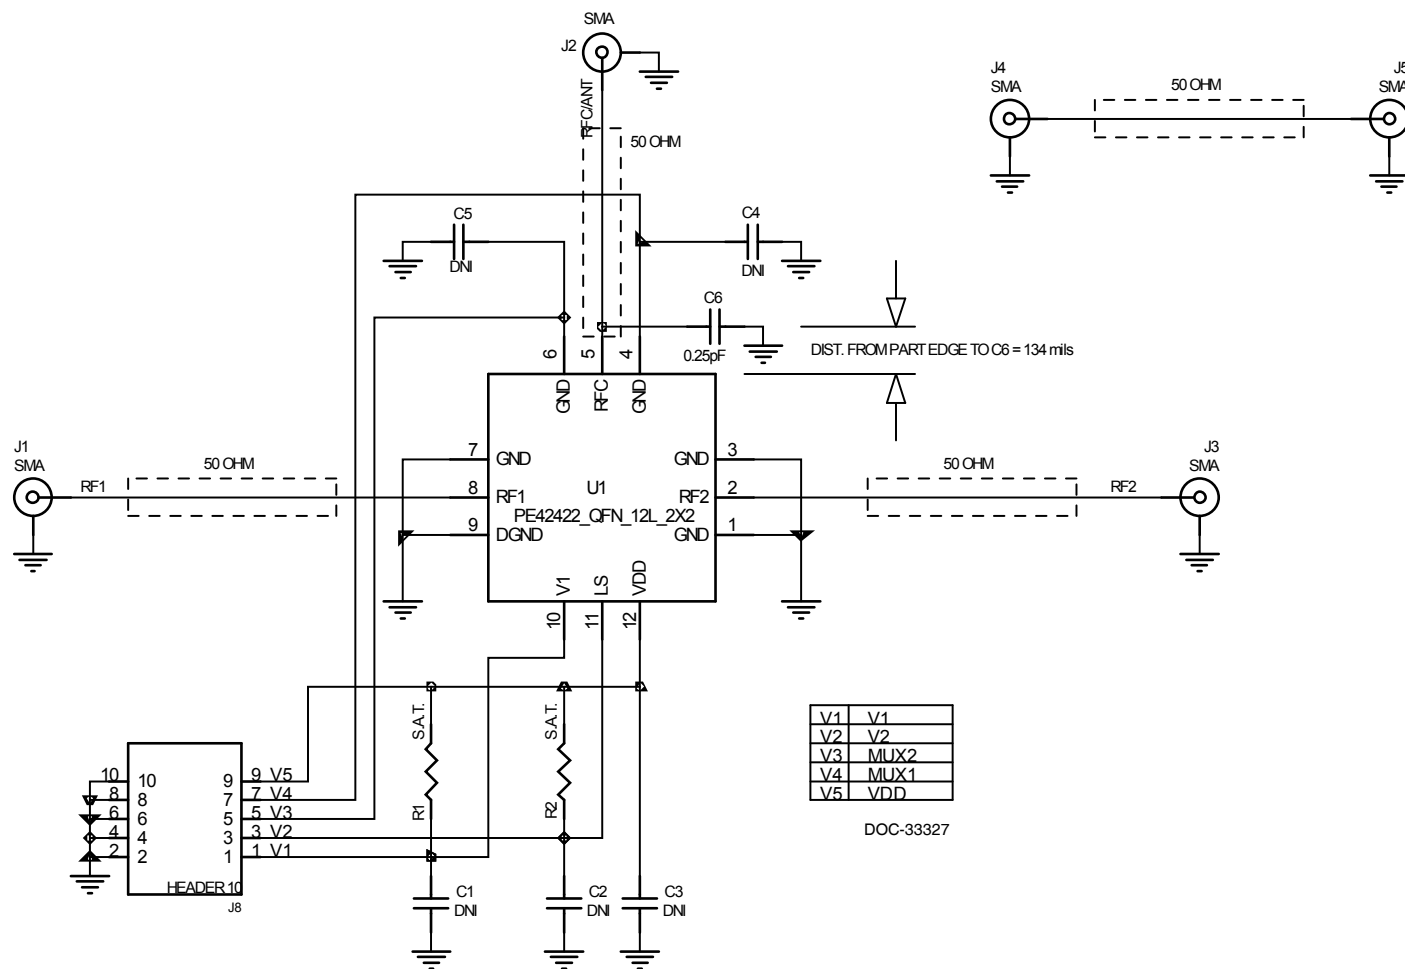 SMA
J2
RFC/ANT
50 OHM
J4
SMA
50 OHM
J5
SMA
C5
DNI
C4
DNI
C6
0.25pF
DIST. FROM PART EDGE TO C6 = 134 mils
6
5
4
GND
RFC
GND
J1
SMA
RF1
50 OHM
7
GND
8
RF1
9
DGND
U1
PE42422_QFN_12L_2X2
GND
3
RF2
2
GND
1
50 OHM
RF2
J3
SMA
V1
LS
VDD
10
11
12
S.A.T.
R1
S.A.T.
R2
10 10 9 9 V5
8 8 7 7 V4
6 6 5 5 V3
4 4 3 3 V2
2 2 1 1 V1
HEADER 10
J8
C1
DNI
C2
DNI
C3
DNI
V1 V1
V2 V2
V3 MUX2
V4 MUX1
V5 VDD
DOC-33327